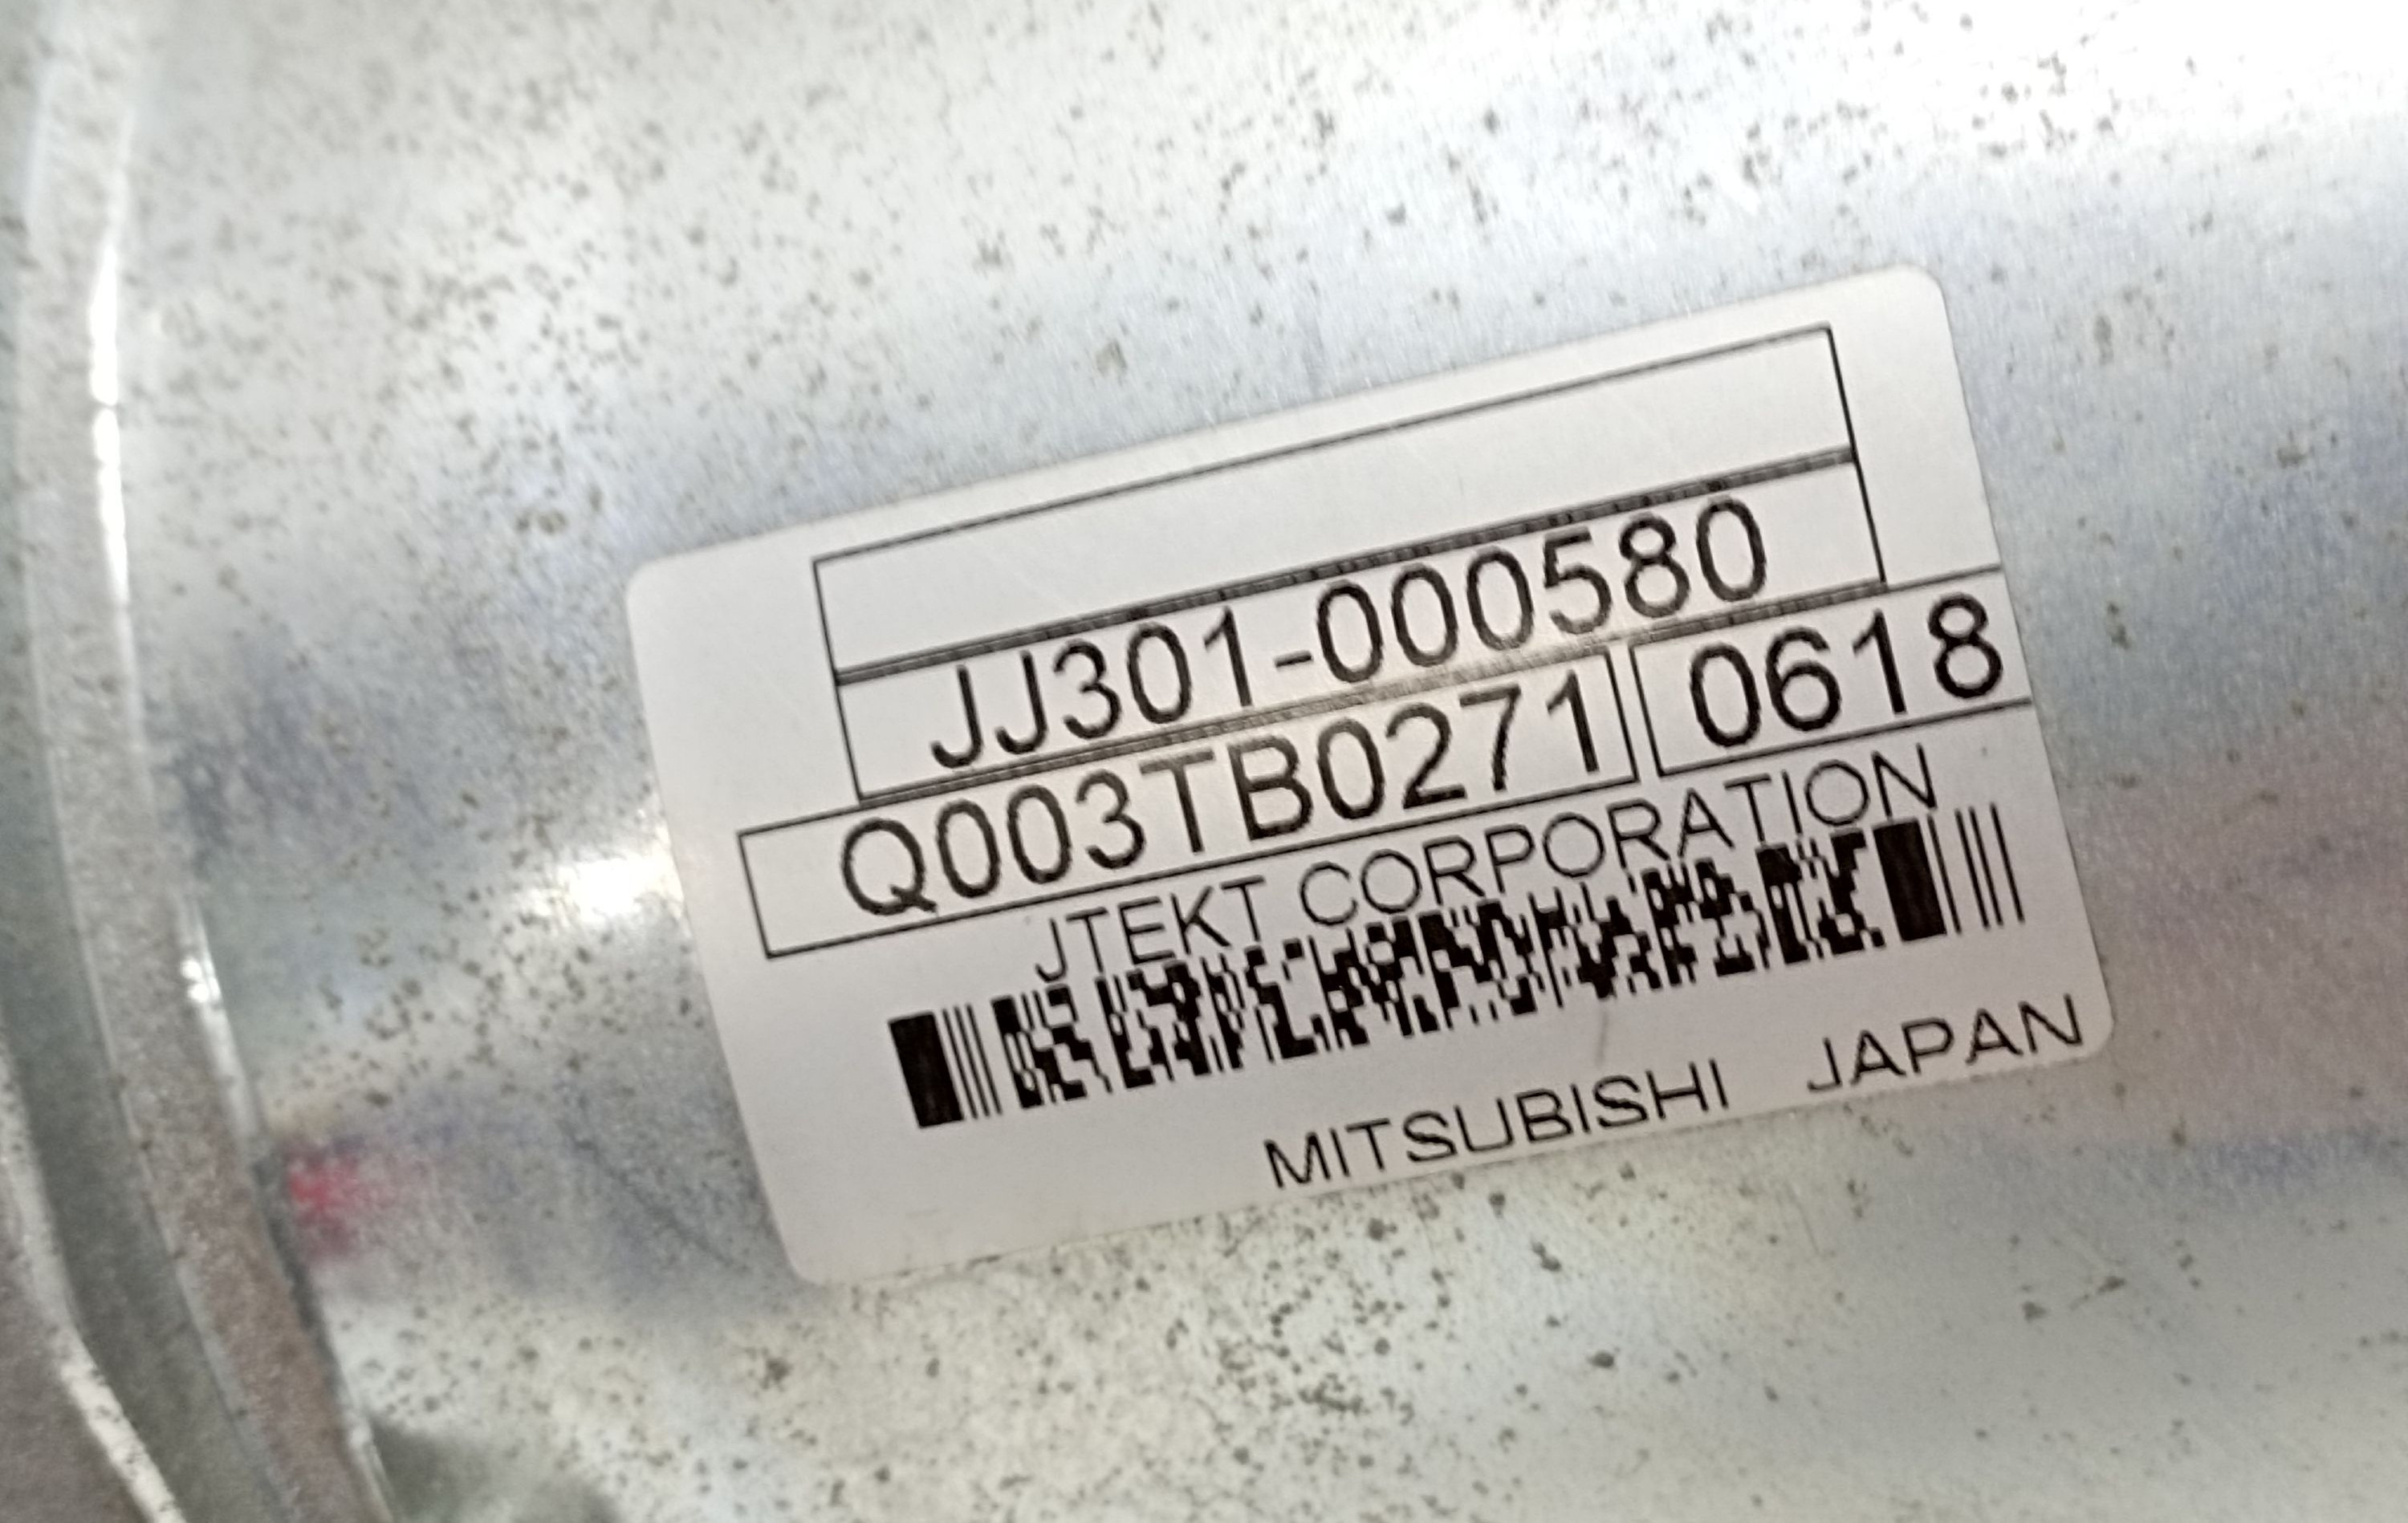 JJ301-000580
Q003TB0271 0618
JTEKT CORPORATION
MITSUBISHI JAPAN